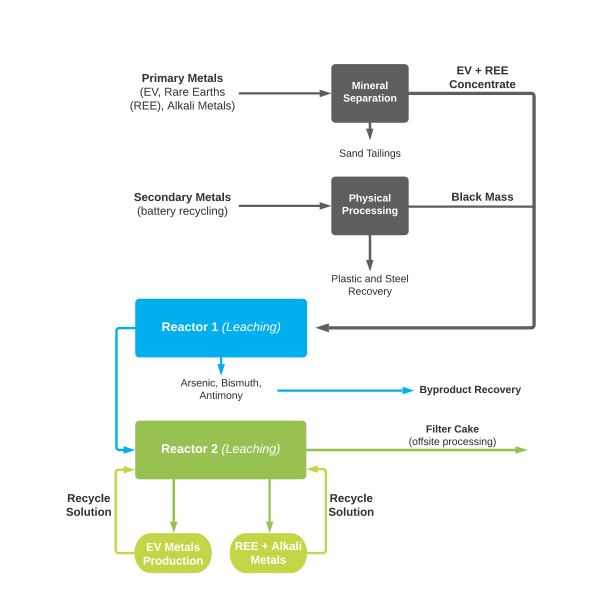 Primary Metals
(EV, Rare Earths
(REE), Alkali Metals)
Mineral
Separation
EV + REE
Concentrate
Sand Tailings
Secondary Metals
(battery recycling)
Physical
Processing
Black Mass
Plastic and Steel
Recovery
Reactor 1 (Leaching)
Arsenic, Bismuth,
Antimony
Byproduct Recovery
Reactor 2 (Leaching)
Filter Cake
(offsite processing)
Recycle
Solution
Recycle
Solution
EV Metals
Production
REE + Alkali
Metals